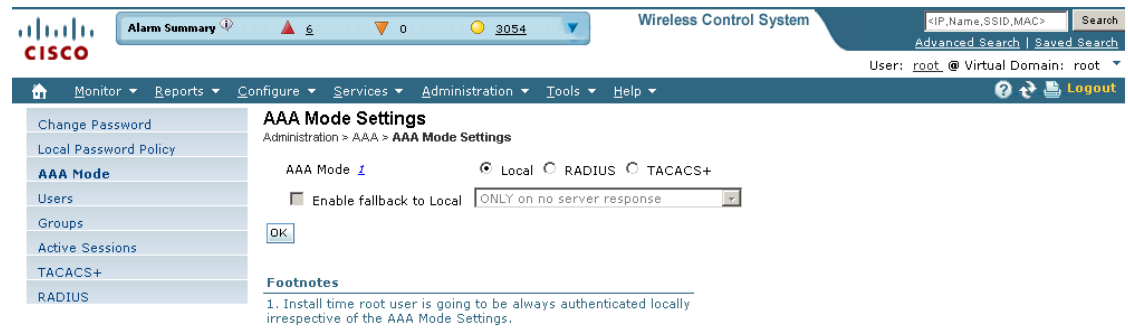 Alarm Summary
6
0
3054
Wireless Control System
<IP,Name,SSID,MAC>
Search
CISCO
Advanced Search | Saved Search
User: root @ Virtual Domain: root
Monitor Reports Configure Services Administration Tools Help
Logout
Change Password
Local Password Policy
AAA Mode
Users
Groups
Active Sessions
TACACS+
RADIUS
AAA Mode Settings
Administration > AAA > AAA Mode Settings
AAA Mode 1
Local RADIUS TACACS+
Enable fallback to Local
ONLY on no server response
OK
Footnotes
1. Install time root user is going to be always authenticated locally
irrespective of the AAA Mode Settings.